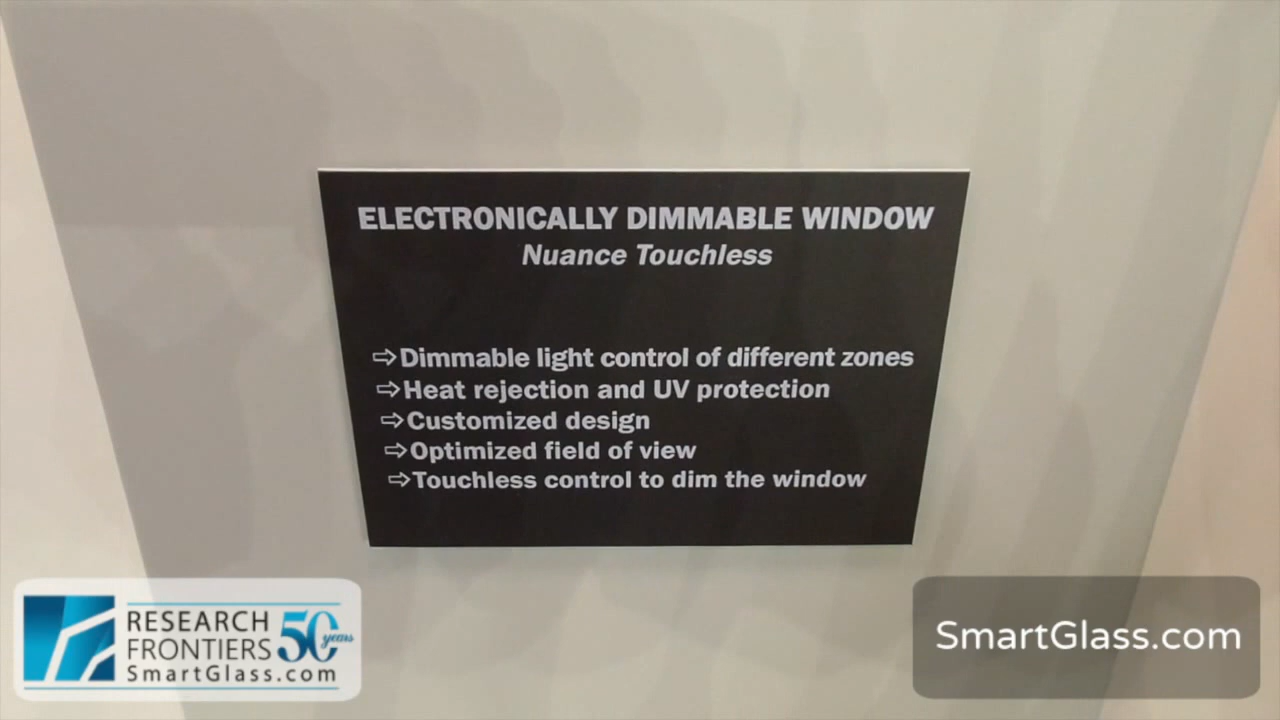 ELECTRONICALLY DIMMABLE WINDOW
Nuance Touchless
⇨Dimmable light control of different zones
⇨Heat rejection and UV protection
⇨Customized design
⇨Optimized field of view
⇨Touchless control to dim the window
RESEARCH
FRONTIERS
50 years
SmartGlass.com
SmartGlass.com